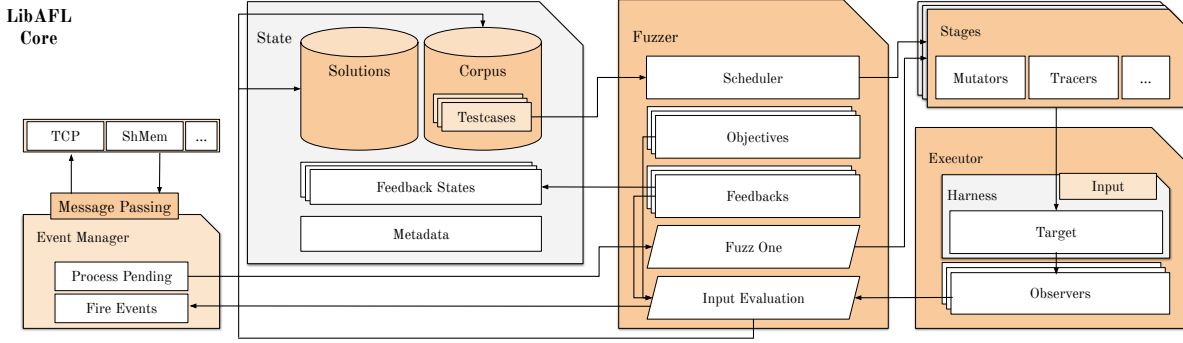 LibAFL
Core
TCP
ShMem
...
Message Passing
Event Manager
Process Pending
Fire Events
State
Solutions
Corpus
Testcases
Feedback States
Metadata
Fuzzer
Scheduler
Objectives
Feedbacks
Fuzz One
Input Evaluation
Stages
Mutators
Tracers
...
Executor
Input
Harness
Target
Observers